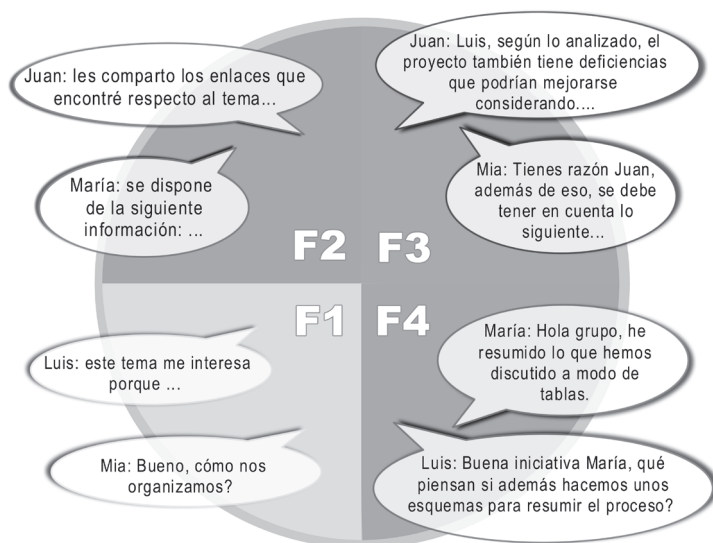 Juan: les comparto los enlaces que
encontré respecto al tema...
Juan: Luis, según lo analizado, el
proyecto también tiene deficiencias
que podrían mejorarse
considerando....
María: se dispone
de la siguiente
información: ...
Mia: Tienes razón Juan,
además de eso, se debe
tener en cuenta lo
siguiente...
F2 F3
F1 F4
Luis: este tema me interesa
porque ...
María: Hola grupo, he
resumido lo que hemos
discutido a modo de
tablas.
Mia: Bueno, cómo nos
organizamos?
Luis: Buena iniciativa María, qué
piensan si además hacemos unos
esquemas para resumir el proceso?